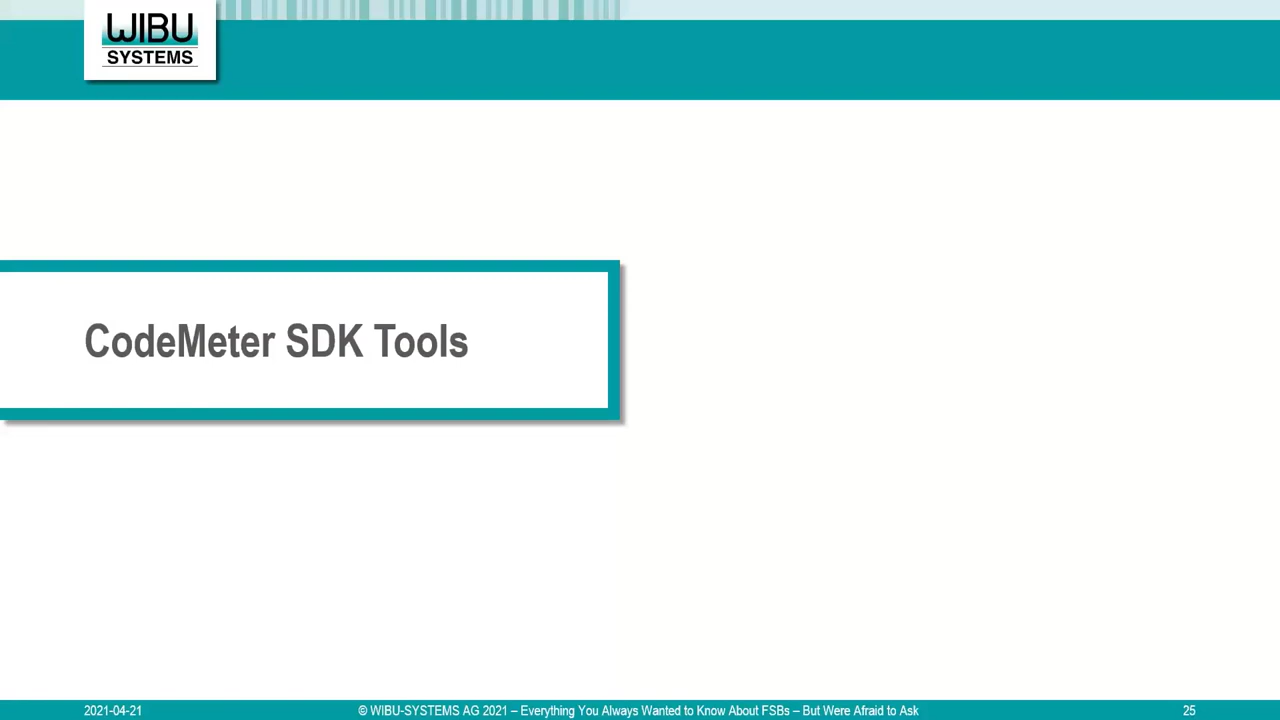 WIBU
SYSTEMS
CodeMeter SDK Tools
2021-04-21
© WIBU-SYSTEMS AG 2021 – Everything You Always Wanted to Know About FSBs – But Were Afraid to Ask
25